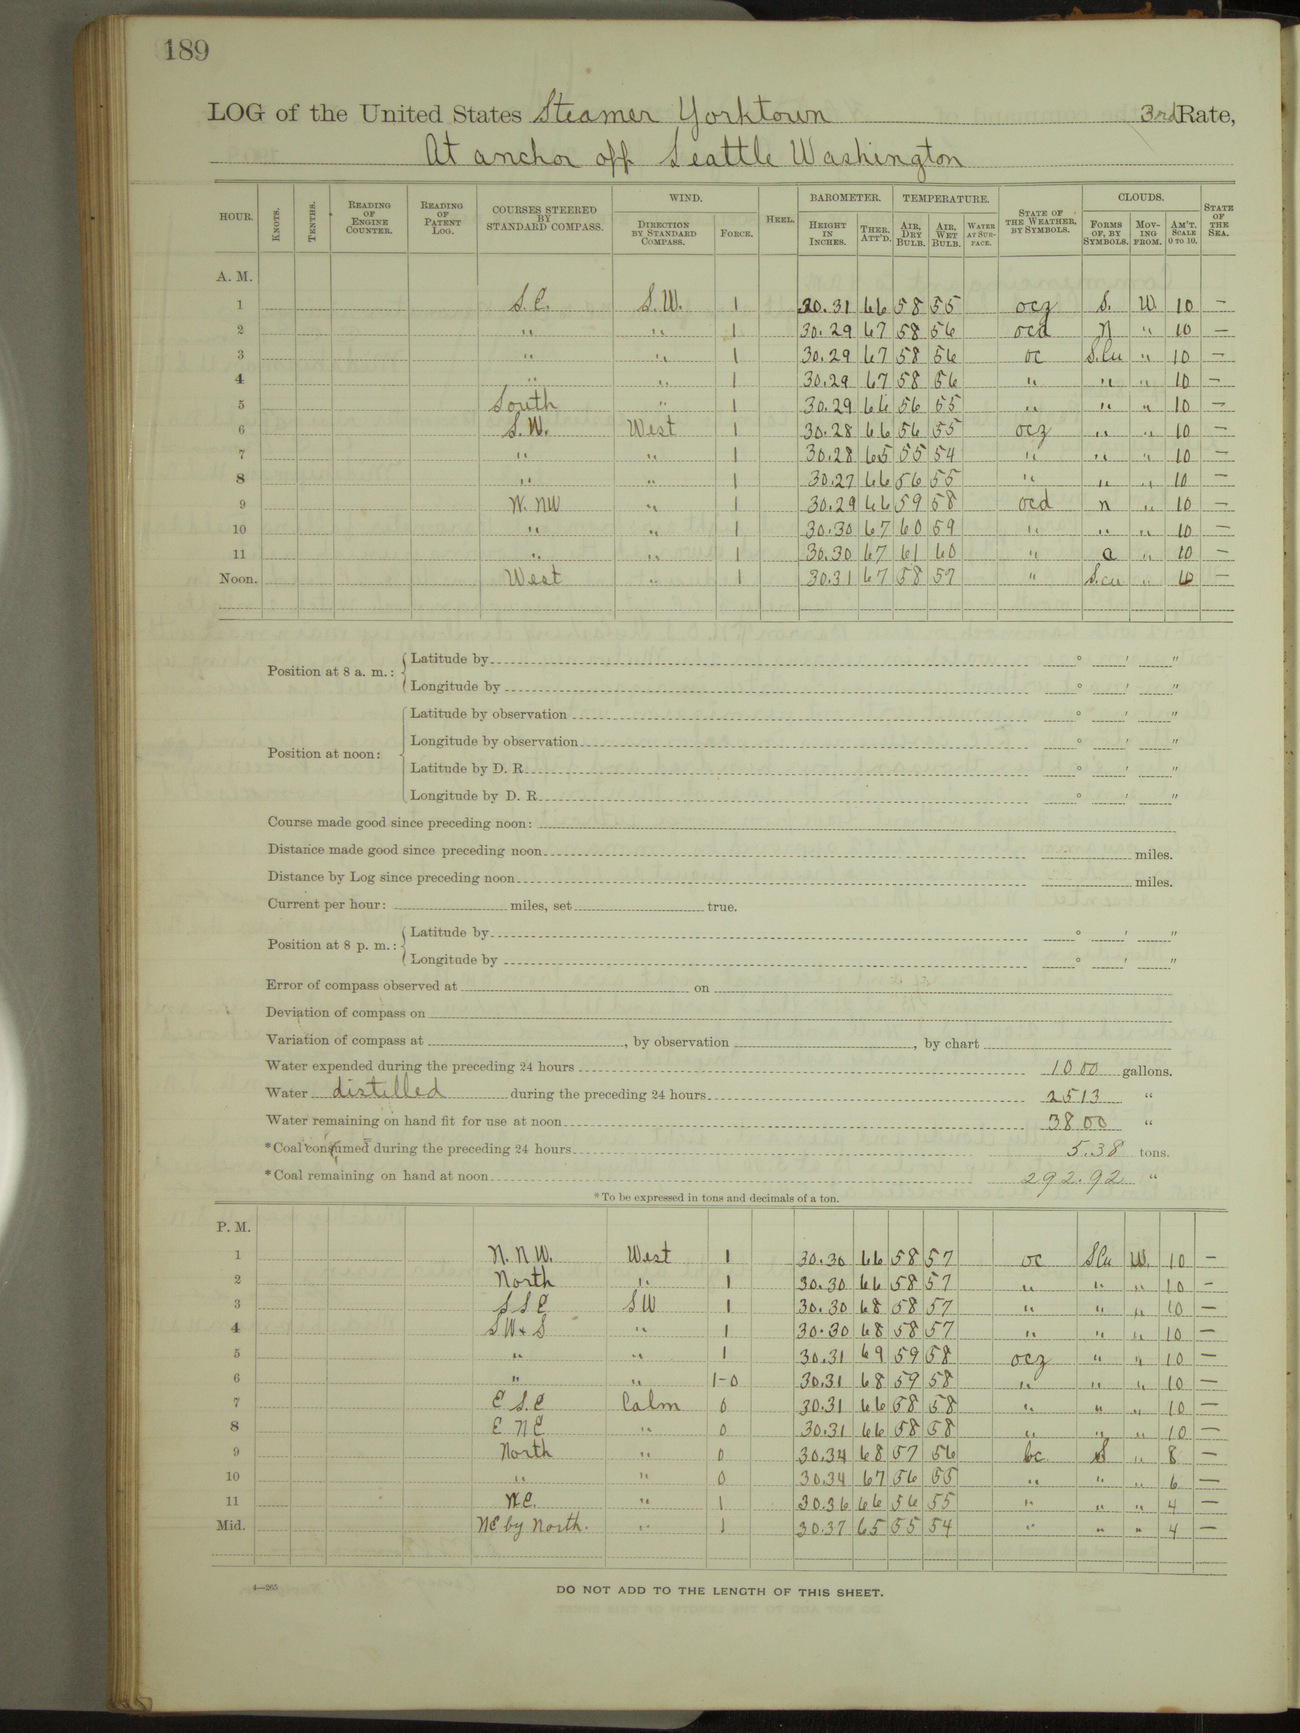 189
LOG of the United States Steamer Yorktown 3rd Rate,
At anchor off Seattle Washington
HOUR. KNOTS. TENTHS. READING OF ENGINE COUNTER. READING OF PATENT LOG. COURSES STEERED BY STANDARD COMPASS. WIND. DIRECTION BY STANDARD COMPASS. FORCE. HEEL. BAROMETER. HEIGHT IN INCHES. THER. ATT'D. TEMPERATURE. AIR, DRY BULB. AIR, WET BULB. WATER AT SURFACE. STATE OF THE WEATHER, BY SYMBOLS. CLOUDS. FORMS OF, BY SYMBOLS. MOVING FROM. AM'T, SCALE 0 TO 10. STATE OF THE SEA.
A. M.
1 S.E. S.W. 1 30.31 66 58 55 ocz S. W. 10 —
2 " " 1 30.29 67 58 56 ocd N " 10 —
3 " " 1 30.29 67 58 56 oc S.Cu " 10 —
4 " " 1 30.29 67 58 56 " " " 10 —
5 South " 1 30.29 66 56 55 " " " 10 —
6 S.W. West 1 30.28 66 56 55 ocz " " 10 —
7 " " 1 30.28 65 55 54 " " " 10 —
8 " " 1 30.27 66 56 55 " " " 10 —
9 W.NW " 1 30.29 66 59 58 ocd n " 10 —
10 " " 1 30.30 67 60 59 " " " 10 —
11 " " 1 30.30 67 61 60 " a " 10 —
Noon. West " 1 30.31 67 58 57 " S.cu " 10 —
Position at 8 a. m.: Latitude by ° ′ ″
Longitude by ° ′ ″
Position at noon: Latitude by observation ° ′ ″
Longitude by observation ° ′ ″
Latitude by D. R. ° ′ ″
Longitude by D. R. ° ′ ″
Course made good since preceding noon:
Distance made good since preceding noon miles.
Distance by Log since preceding noon miles.
Current per hour: miles, set true.
Position at 8 p. m.: Latitude by ° ′ ″
Longitude by ° ′ ″
Error of compass observed at on
Deviation of compass on
Variation of compass at , by observation , by chart
Water expended during the preceding 24 hours 1000 gallons.
Water distilled during the preceding 24 hours 2513 "
Water remaining on hand fit for use at noon 3800 "
*Coal consumed during the preceding 24 hours 5.38 tons.
*Coal remaining on hand at noon 292.92 "
*To be expressed in tons and decimals of a ton.
P. M.
1 N.NW. West 1 30.30 66 58 57 oc SCu W. 10 —
2 North " 1 30.30 66 58 57 " " " 10 —
3 SSE SW 1 30.30 68 58 57 " " " 10 —
4 SWxS " 1 30.30 68 58 57 " " " 10 —
5 " " 1 30.31 69 59 58 ocz " " 10 —
6 " " 1-0 30.31 68 59 58 " " " 10 —
7 E S.E Calm 0 30.31 66 58 58 " " " 10 —
8 E NE " 0 30.31 66 58 58 " " " 10 —
9 North " 0 30.34 68 57 56 bc S " 8 —
10 " " 0 30.34 67 56 55 " " " 6 —
11 NE. " 1 30.36 66 56 55 " " " 4 —
Mid. NE by North. " 1 30.37 65 55 54 " " " 4 —
4—265
DO NOT ADD TO THE LENGTH OF THIS SHEET.